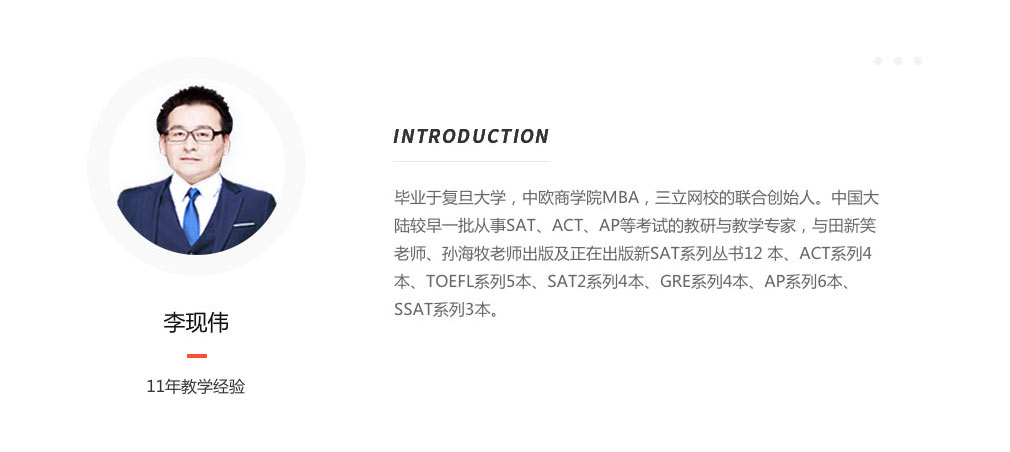 INTRODUCTION
毕业于复旦大学，中欧商学院MBA，三立网校的联合创始人。中国大
陆较早一批从事SAT、ACT、AP等考试的教研与教学专家，与田新笑
老师、孙海牧老师出版及正在出版新SAT系列丛书12 本、ACT系列4
本、TOEFL系列5本、SAT2系列4本、GRE系列4本、AP系列6本、
SSAT系列3本。
李现伟
11年教学经验